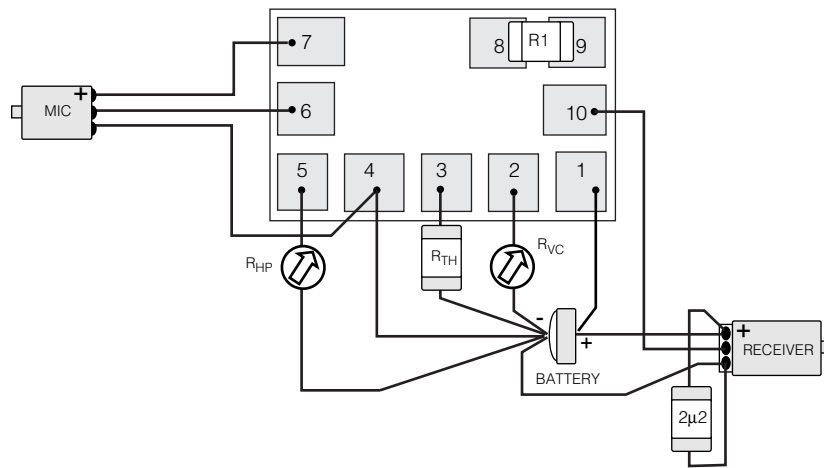 7
8
R1
9
+
MIC
6
10
5
4
3
2
1
RHP
RTH
RVC
-
+
+
RECEIVER
BATTERY
2µ2